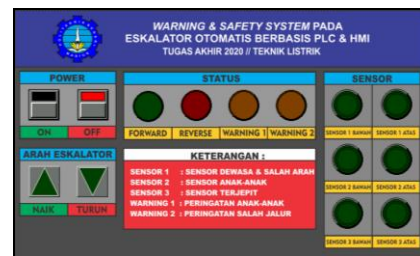 WARNING & SAFETY SYSTEM PADA
ESKALATOR OTOMATIS BERBASIS PLC & HMI
TUGAS AKHIR 2020 // TEKNIK LISTRIK
POWER
STATUS
SENSOR
ON
OFF
FORWARD
REVERSE
WARNING 1
WARNING 2
SENSOR 1 BAWAH
SENSOR 1 ATAS
ARAH ESKALATOR
KETERANGAN :
SENSOR 1 : SENSOR DEWASA & SALAH ARAH
SENSOR 2 : SENSOR ANAK-ANAK
SENSOR 3 : SENSOR TERJEPIT
WARNING 1 : PERINGATAN ANAK-ANAK
WARNING 2 : PERINGATAN SALAH JALUR
SENSOR 2 BAWAH
SENSOR 2 ATAS
NAIK
TURUN
SENSOR 3 BAWAH
SENSOR 3 ATAS